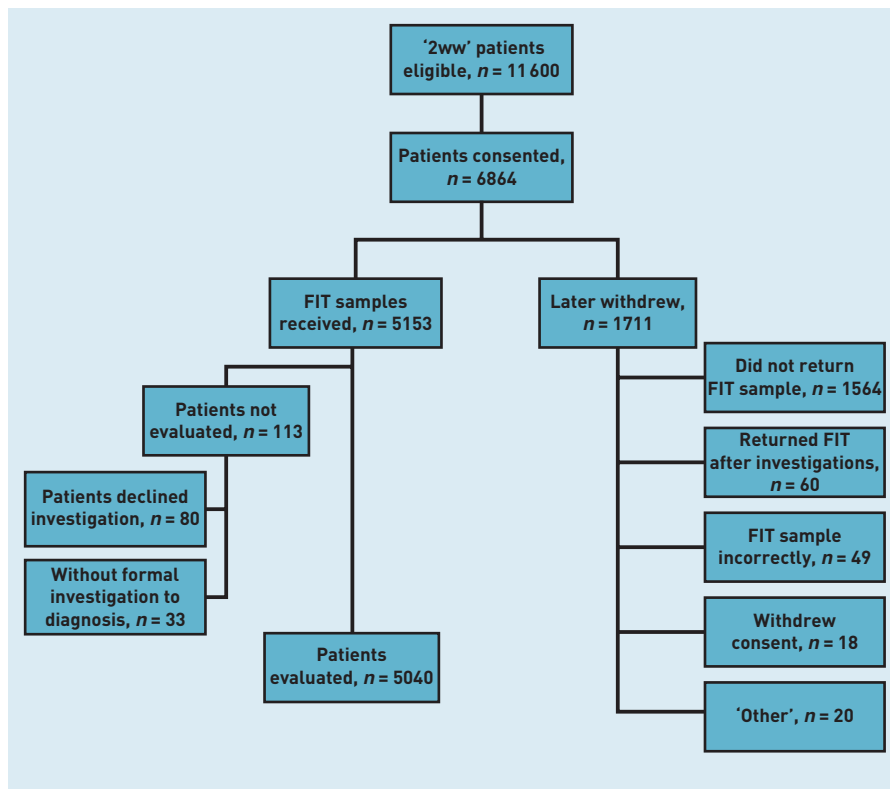 ‘2ww’ patients
eligible, n = 11 600
Patients consented,
n = 6864
FIT samples
received, n = 5153
Later withdrew,
n = 1711
Patients not
evaluated, n = 113
Patients declined
investigation, n = 80
Without formal
investigation to
diagnosis, n = 33
Patients
evaluated, n = 5040
Did not return
FIT sample, n = 1564
Returned FIT
after investigations,
n = 60
FIT sample
incorrectly, n = 49
Withdrew
consent, n = 18
‘Other’, n = 20